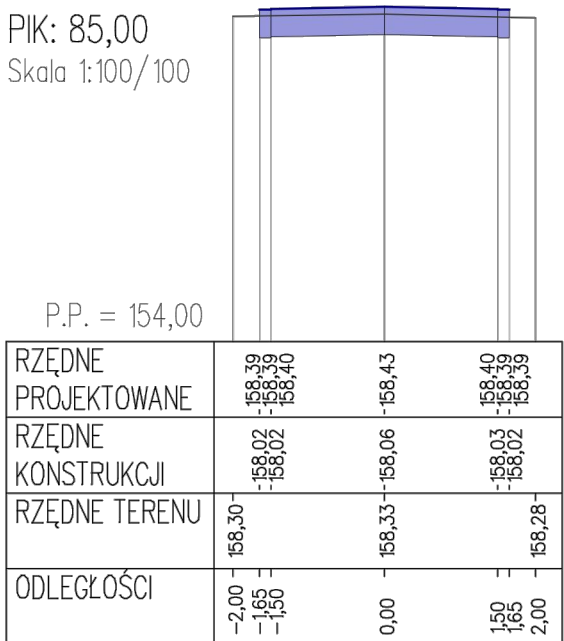 PIK: 85,00
Skala 1:100/100
P.P. = 154,00
RZĘDNE
PROJEKTOWANE
158,39
158,39
158,40
158,43
158,40
158,39
158,39
RZĘDNE
KONSTRUKCJI
158,02
158,02
158,06
158,03
158,02
RZĘDNE TERENU
158,30
158,33
158,28
ODLEGŁOŚCI
-2,00
-1,65
-1,50
0,00
1,50
1,65
2,00